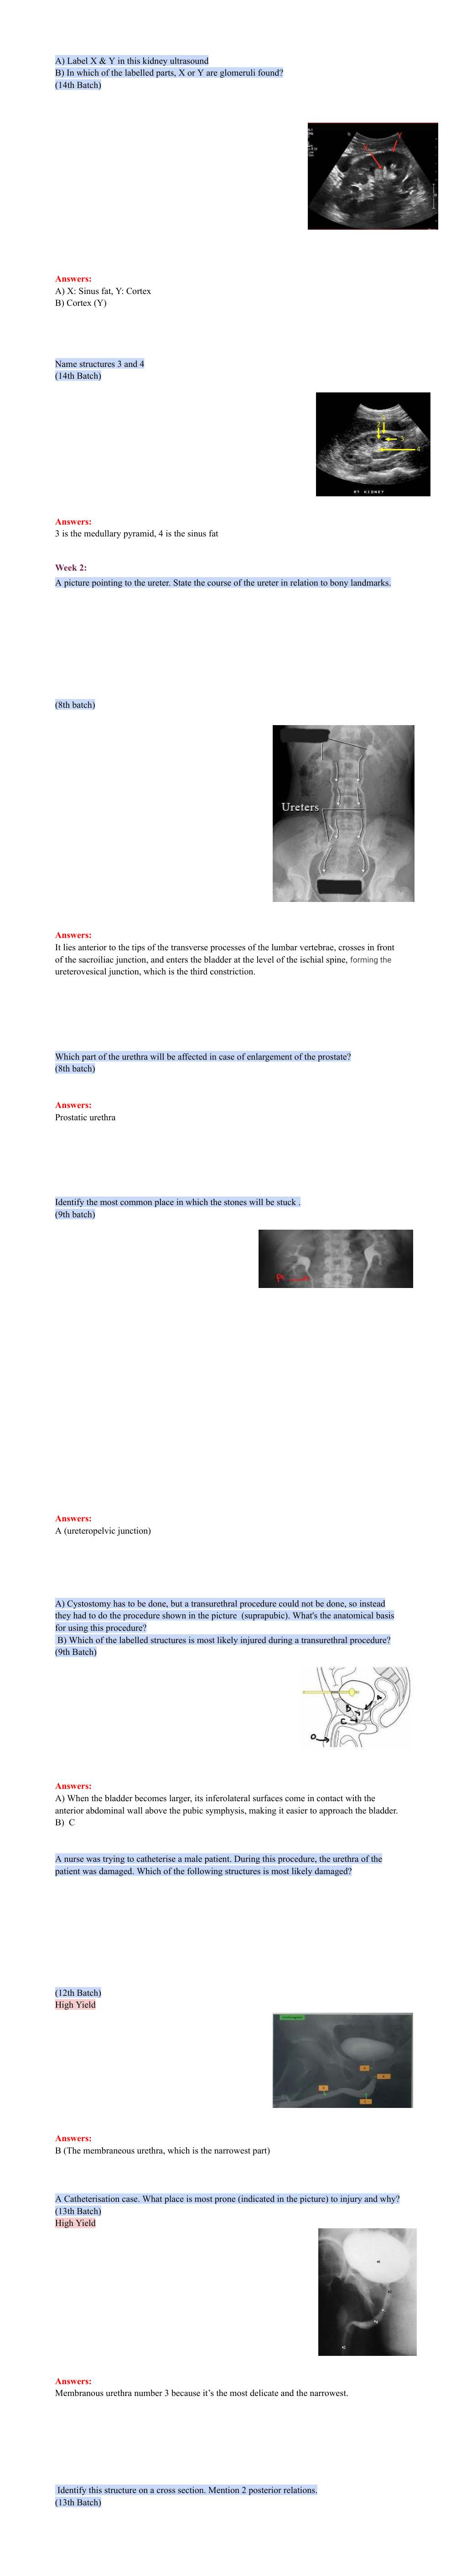 A) Label X & Y in this kidney ultrasound
B) In which of the labelled parts, X or Y are glomeruli found?
(14th Batch)
X
Y
Answers:
A) X: Sinus fat, Y: Cortex
B) Cortex (Y)
Name structures 3 and 4
(14th Batch)
3
4
RT KIDNEY
Answers:
3 is the medullary pyramid, 4 is the sinus fat
Week 2:
A picture pointing to the ureter. State the course of the ureter in relation to bony landmarks.
(8th batch)
Ureters
Answers:
It lies anterior to the tips of the transverse processes of the lumbar vertebrae, crosses in front
of the sacroiliac junction, and enters the bladder at the level of the ischial spine, forming the
ureterovesical junction, which is the third constriction.
Which part of the urethra will be affected in case of enlargement of the prostate?
(8th batch)
Answers:
Prostatic urethra
Identify the most common place in which the stones will be stuck .
(9th batch)
Answers:
A (ureteropelvic junction)
A) Cystostomy has to be done, but a transurethral procedure could not be done, so instead
they had to do the procedure shown in the picture (suprapubic). What's the anatomical basis
for using this procedure?
B) Which of the labelled structures is most likely injured during a transurethral procedure?
(9th Batch)
A
B
C
D
Answers:
A) When the bladder becomes larger, its inferolateral surfaces come in contact with the
anterior abdominal wall above the pubic symphysis, making it easier to approach the bladder.
B) C
A nurse was trying to catheterise a male patient. During this procedure, the urethra of the
patient was damaged. Which of the following structures is most likely damaged?
(12th Batch)
High Yield
Answers:
B (The membraneous urethra, which is the narrowest part)
A Catheterisation case. What place is most prone (indicated in the picture) to injury and why?
(13th Batch)
High Yield
Answers:
Membranous urethra number 3 because it’s the most delicate and the narrowest.
Identify this structure on a cross section. Mention 2 posterior relations.
(13th Batch)